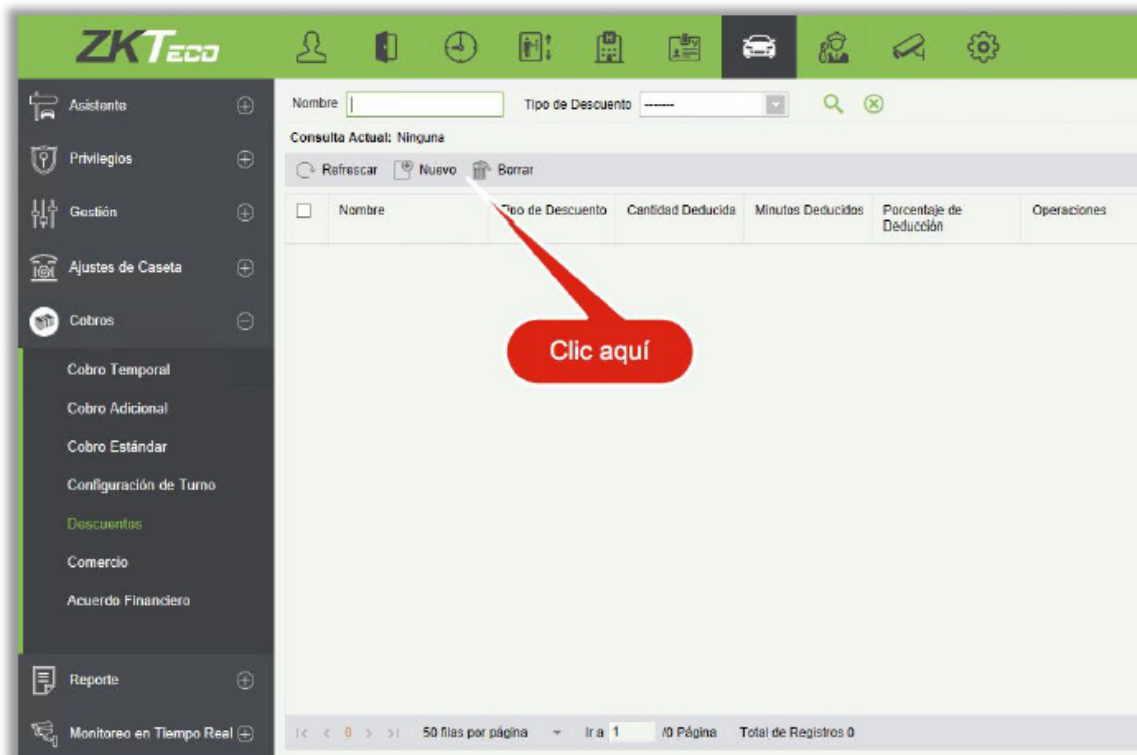 ZKTECO
Asistente
Privilegios
Gestión
Ajustes de Caseta
Cobros
Cobro Temporal
Cobro Adicional
Cobro Estándar
Configuración de Turno
Descuentos
Comercio
Acuerdo Financiero
Reporte
Monitoreo en Tiempo Real
Nombre Tipo de Descuento -------
Consulta Actual: Ninguna
Refrescar Nuevo Borrar
Nombre Tipo de Descuento Cantidad Deducida Minutos Deducidos Porcentaje de Deducción Operaciones
Clic aquí
|< < 0 > >| 50 filas por página Ir a 1 /0 Página Total de Registros 0